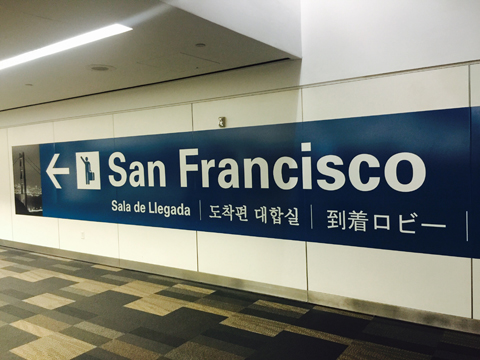 San Francisco
Sala de Llegada | 도착편 대합실 | 到着ロビー |